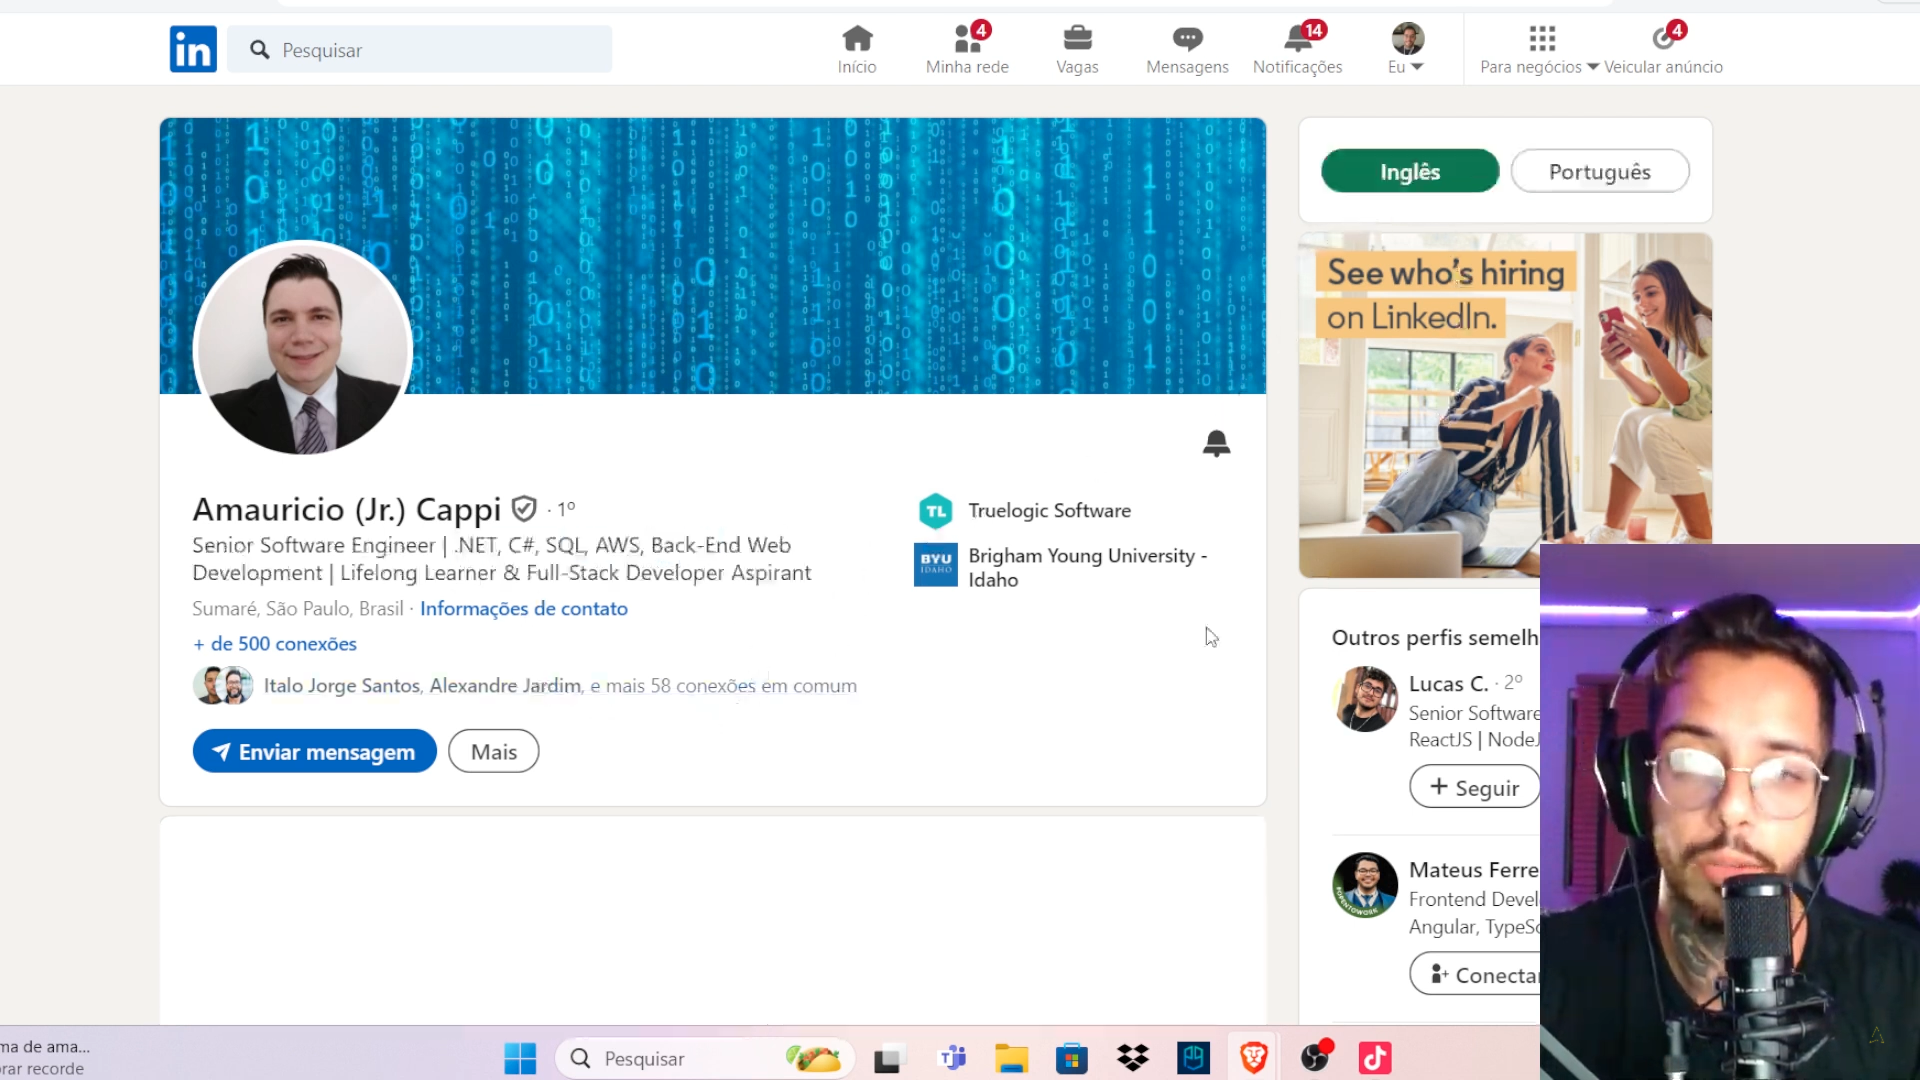 in
Pesquisar
Início
4
Minha rede
Vagas
Mensagens
14
Notificações
Eu
Para negócios
4
Veicular anúncio
Inglês
Português
See who's hiring
on LinkedIn.
Amauricio (Jr.) Cappi · 1º
Senior Software Engineer | .NET, C#, SQL, AWS, Back-End Web
Development | Lifelong Learner & Full-Stack Developer Aspirant
Sumaré, São Paulo, Brasil · Informações de contato
+ de 500 conexões
Italo Jorge Santos, Alexandre Jardim, e mais 58 conexões em comum
Enviar mensagem
Mais
TL
Truelogic Software
BYU
IDAHO
Brigham Young University -
Idaho
Outros perfis semelh
Lucas C. · 2º
Senior Software
ReactJS | NodeJ
+ Seguir
Mateus Ferre
Frontend Devel
Angular, TypeSc
Conectar
#OPENTOWORK
ma de ama...
rar recorde
Pesquisar